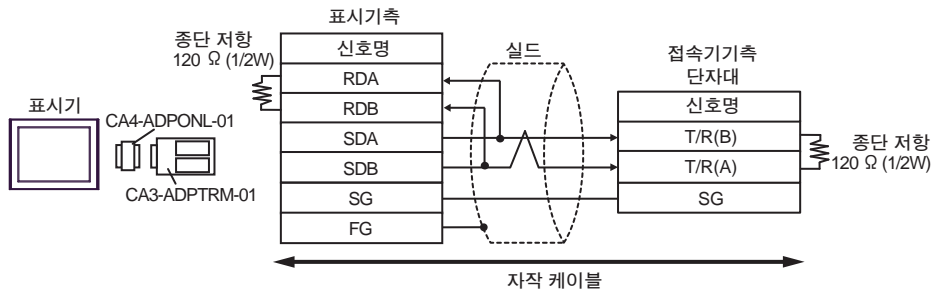 표시기측
종단 저항
120 Ω (1/2W)
신호명
RDA
RDB
SDA
SDB
SG
FG
실드
접속기기측
단자대
신호명
T/R(B)
T/R(A)
SG
종단 저항
120 Ω (1/2W)
표시기
CA4-ADPONL-01
CA3-ADPTRM-01
자작 케이블